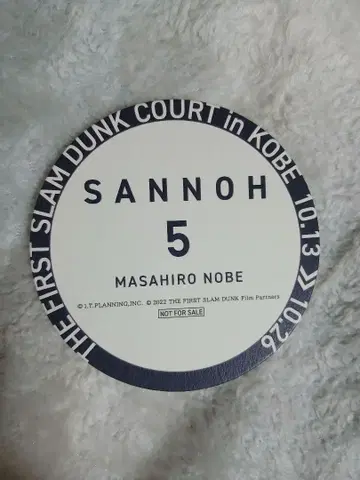 THE FIRST SLAM DUNK COURT in KOBE 10.13 >> 10.26
SANNOH
5
MASAHIRO NOBE
© I.T.PLANNING,INC. © 2022 THE FIRST SLAM DUNK Film Partners
NOT FOR SALE